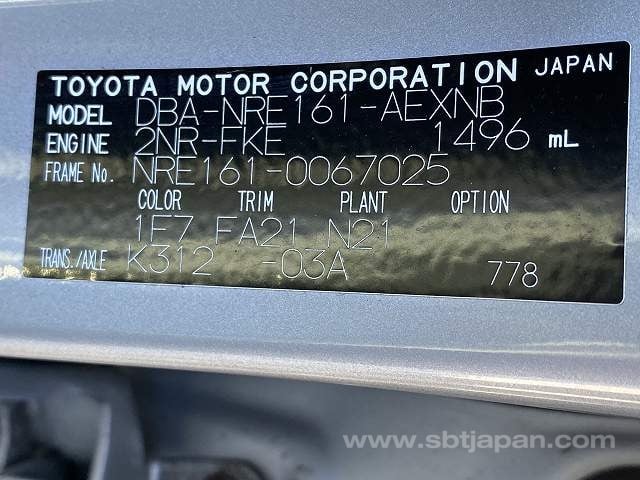 TOYOTA MOTOR CORPORATION JAPAN
MODEL DBA-NRE161-AEXNB
ENGINE 2NR-FKE 1496 mL
FRAME No. NRE161-0067025
COLOR TRIM PLANT OPTION
1F7 FA21 N21
TRANS./AXLE K312 -03A 778
www.sbtjapan.com